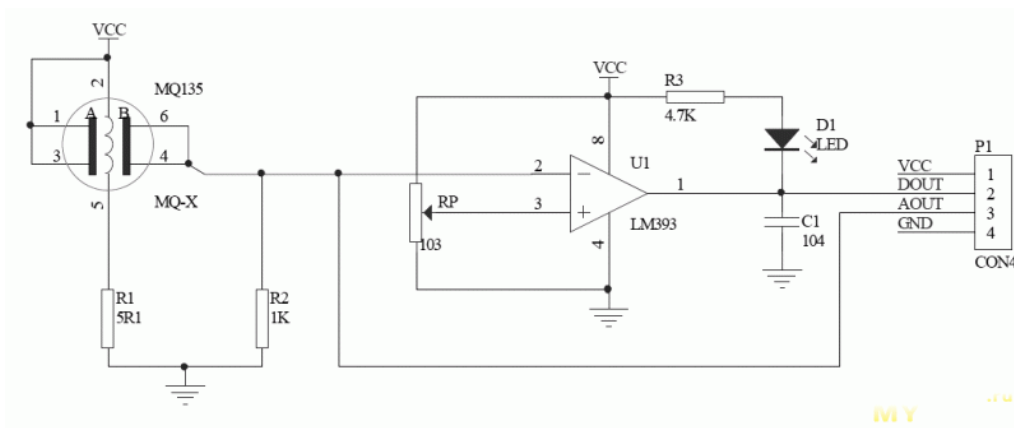 VCC
2
MQ135
1
A
B
6
3
4
5
MQ-X
R1
5R1
R2
1K
VCC
R3
4.7K
8
D1
LED
2
−
U1
1
RP
3
+
103
4
LM393
C1
104
P1
VCC
1
DOUT
2
AOUT
3
GND
4
CON4
MY
.ru